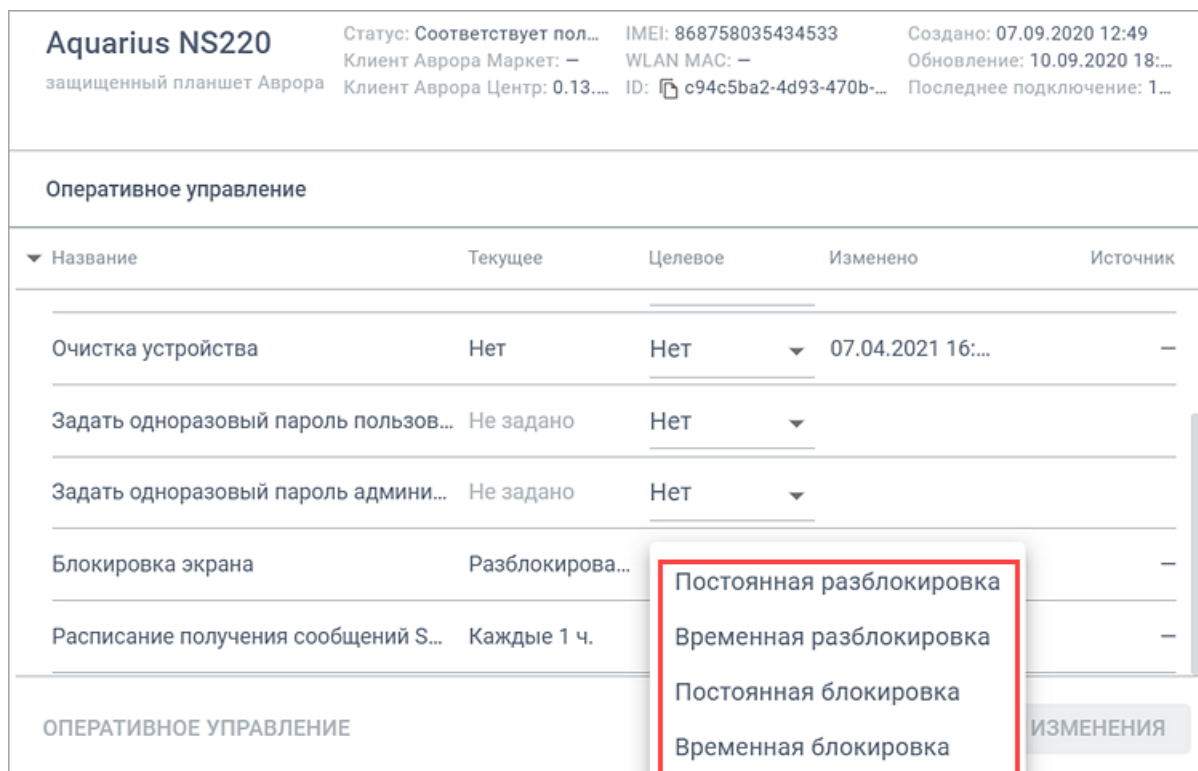 Aquarius NS220
защищенный планшет Аврора
Статус: Соответствует пол...
Клиент Аврора Маркет: —
Клиент Аврора Центр: 0.13....
IMEI: 868758035434533
WLAN MAC: —
ID: c94c5ba2-4d93-470b-...
Создано: 07.09.2020 12:49
Обновление: 10.09.2020 18:...
Последнее подключение: 1...
Оперативное управление
Название Текущее Целевое Изменено Источник
Очистка устройства Нет Нет 07.04.2021 16:... —
Задать одноразовый пароль пользов... Не задано Нет
Задать одноразовый пароль админи... Не задано Нет
Блокировка экрана Разблокирова... —
Расписание получения сообщений S... Каждые 1 ч. —
Постоянная разблокировка
Временная разблокировка
Постоянная блокировка
Временная блокировка
ОПЕРАТИВНОЕ УПРАВЛЕНИЕ ИЗМЕНЕНИЯ